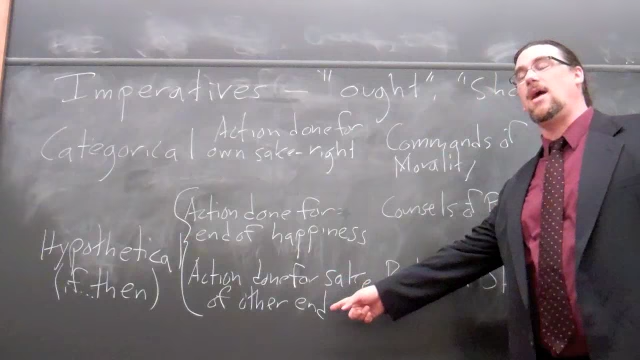 Imperatives – "ought", "Sh
Categorical Action done for own sake-right Commands of Morality
Hypothetical (if...then)
Action done for end of happiness Counsels of P
Action done for sake of other end